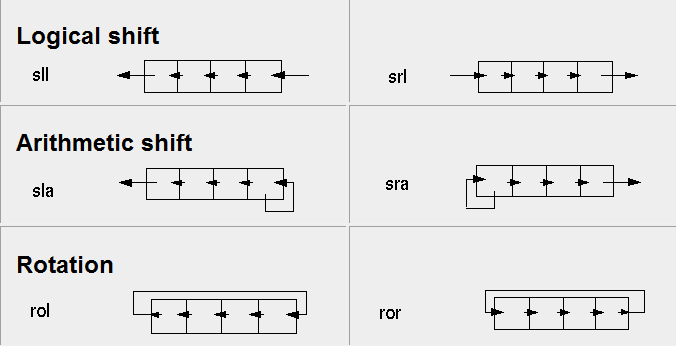 Logical shift
sll
srl
Arithmetic shift
sla
sra
Rotation
rol
ror